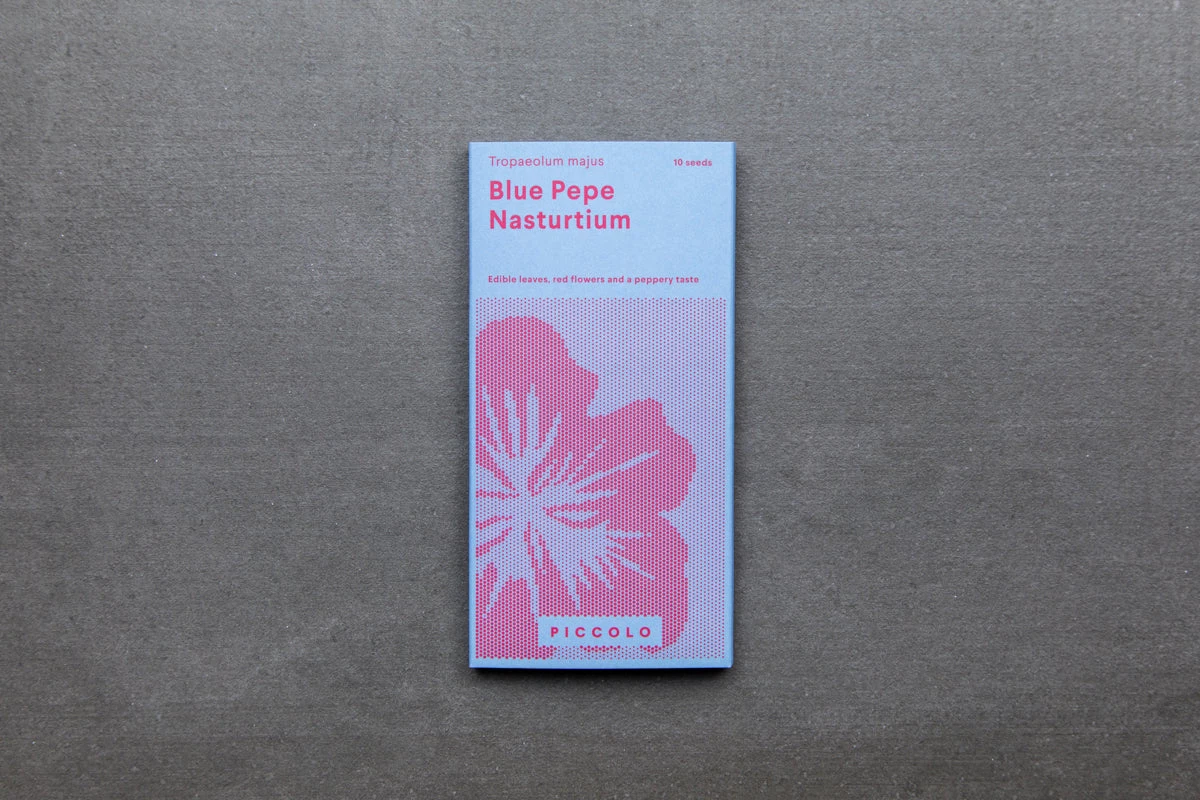 Tropaeolum majus
10 seeds
Blue Pepe
Nasturtium
Edible leaves, red flowers and a peppery taste
PICCOLO